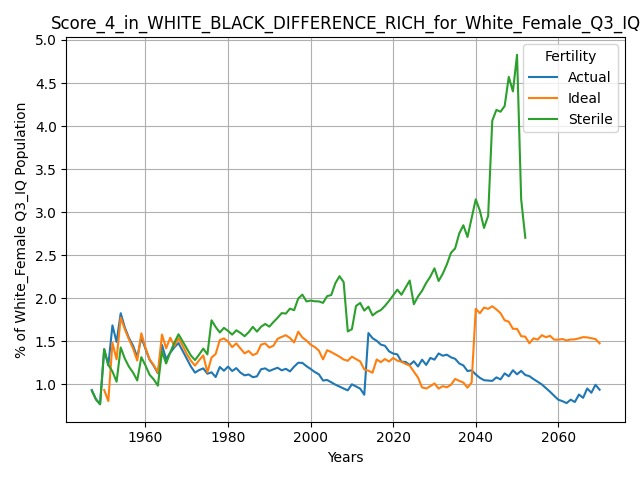 Score_4_in_WHITE_BLACK_DIFFERENCE_RICH_for_White_Female_Q3_IQ
% of White_Female Q3_IQ Population
5.0
4.5
4.0
3.5
3.0
2.5
2.0
1.5
1.0
Fertility
Actual
Ideal
Sterile
1960 1980 2000 2020 2040 2060
Years